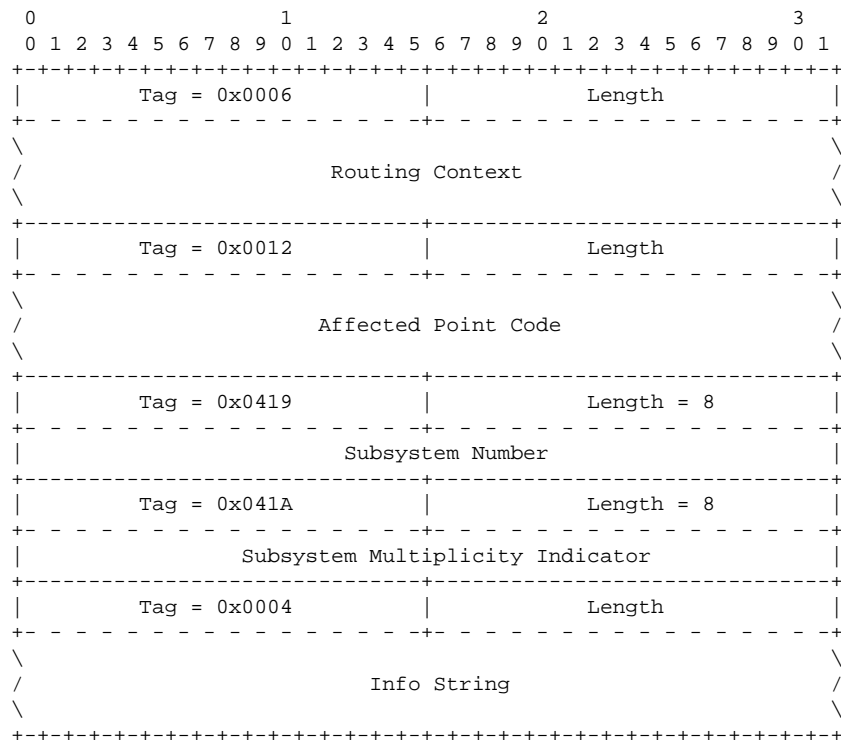 0                   1                   2                   3
 0 1 2 3 4 5 6 7 8 9 0 1 2 3 4 5 6 7 8 9 0 1 2 3 4 5 6 7 8 9 0 1
+-+-+-+-+-+-+-+-+-+-+-+-+-+-+-+-+-+-+-+-+-+-+-+-+-+-+-+-+-+-+-+-+
|         Tag = 0x0006          |            Length             |
+- - - - - - - - - - - - - - - -+- - - - - - - - - - - - - - - -+
\                                                               \
/                        Routing Context                        /
\                                                               \
+-------------------------------+-------------------------------+
|         Tag = 0x0012          |            Length             |
+- - - - - - - - - - - - - - - -+- - - - - - - - - - - - - - - -+
\                                                               \
/                       Affected Point Code                     /
\                                                               \
+-------------------------------+-------------------------------+
|         Tag = 0x0419          |            Length = 8         |
+- - - - - - - - - - - - - - - -+- - - - - - - - - - - - - - - -+
|                         Subsystem Number                      |
+-------------------------------+-------------------------------+
|         Tag = 0x041A          |            Length = 8         |
+- - - - - - - - - - - - - - - -+- - - - - - - - - - - - - - - -+
|                 Subsystem Multiplicity Indicator              |
+-------------------------------+-------------------------------+
|         Tag = 0x0004          |            Length             |
+- - - - - - - - - - - - - - - -+- - - - - - - - - - - - - - - -+
\                                                               \
/                           Info String                         /
\                                                               \
+-+-+-+-+-+-+-+-+-+-+-+-+-+-+-+-+-+-+-+-+-+-+-+-+-+-+-+-+-+-+-+-+